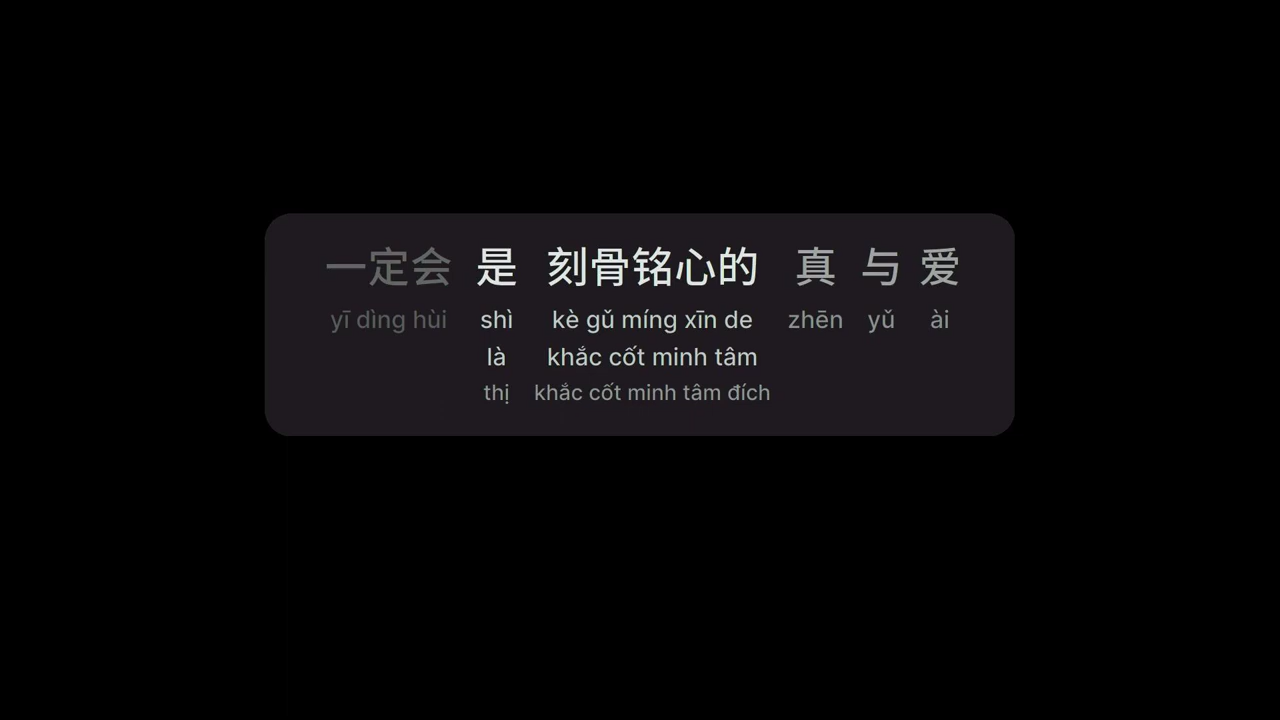 一定会 是 刻骨铭心的 真 与 爱
yī dìng hùi shì kè gǔ míng xīn de zhēn yǔ ài
là khắc cốt minh tâm
thị khắc cốt minh tâm đích